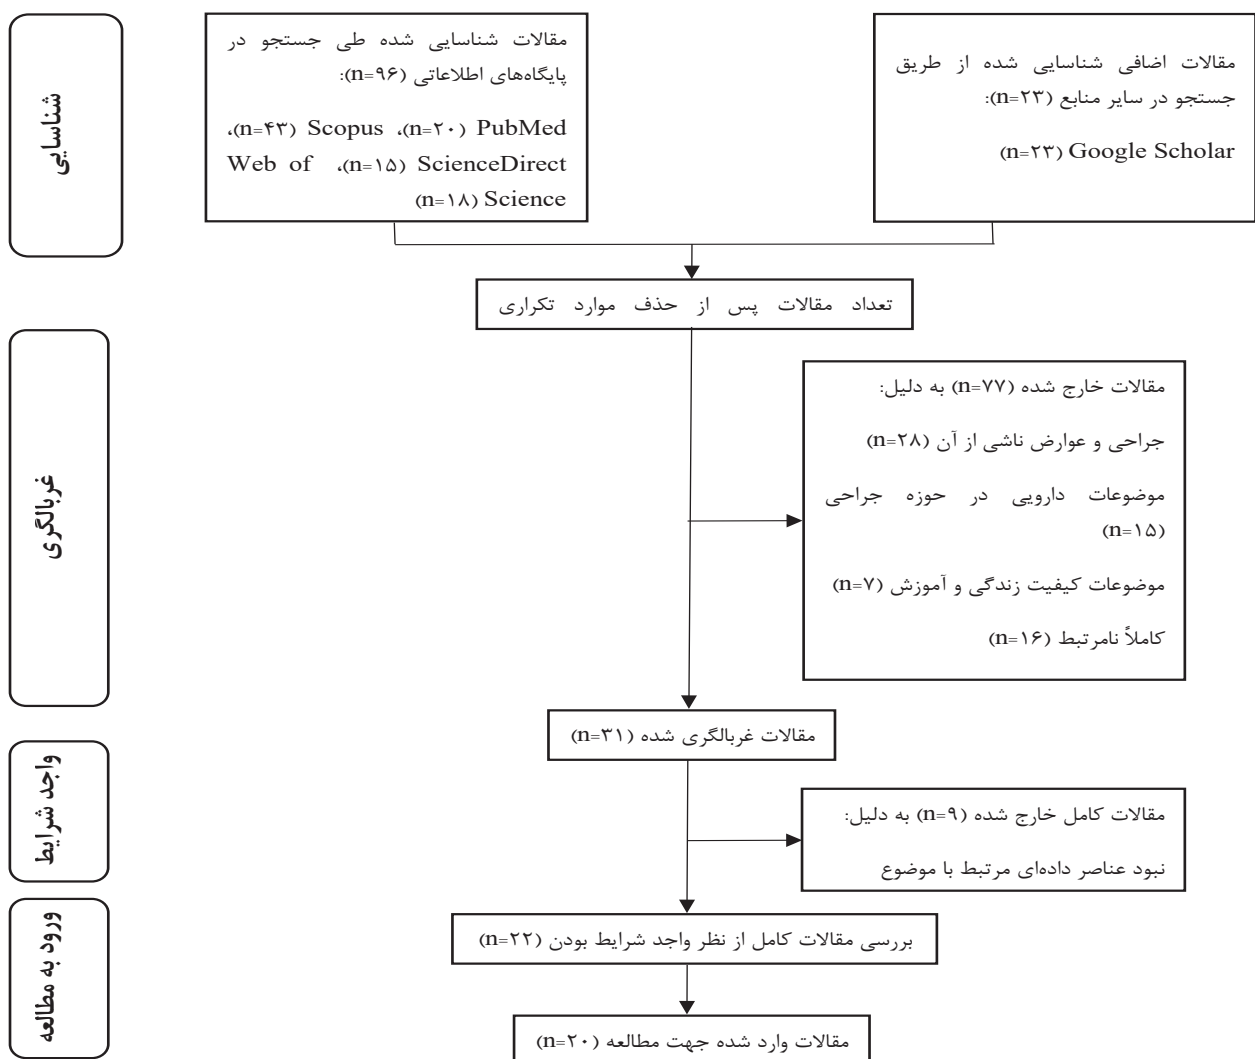 شناسایی
مقالات شناسایی شده طی جستجو در
پایگاه‌های اطلاعاتی (n=۹۶):
PubMed (n=۲۰)، Scopus (n=۴۳)،
ScienceDirect (n=۱۵)، Web of
Science (n=۱۸)
مقالات اضافی شناسایی شده از طریق
جستجو در سایر منابع (n=۲۳):
Google Scholar (n=۲۳)
تعداد مقالات پس از حذف موارد تکراری
غربالگری
مقالات خارج شده (n=۷۷) به دلیل:
جراحی و عوارض ناشی از آن (n=۲۸)
موضوعات دارویی در حوزه جراحی
(n=۱۵)
موضوعات کیفیت زندگی و آموزش (n=۷)
کاملاً نامرتبط (n=۱۶)
مقالات غربالگری شده (n=۳۱)
واجد شرایط
مقالات کامل خارج شده (n=۹) به دلیل:
نبود عناصر داده‌ای مرتبط با موضوع
بررسی مقالات کامل از نظر واجد شرایط بودن (n=۲۲)
ورود به مطالعه
مقالات وارد شده جهت مطالعه (n=۲۰)